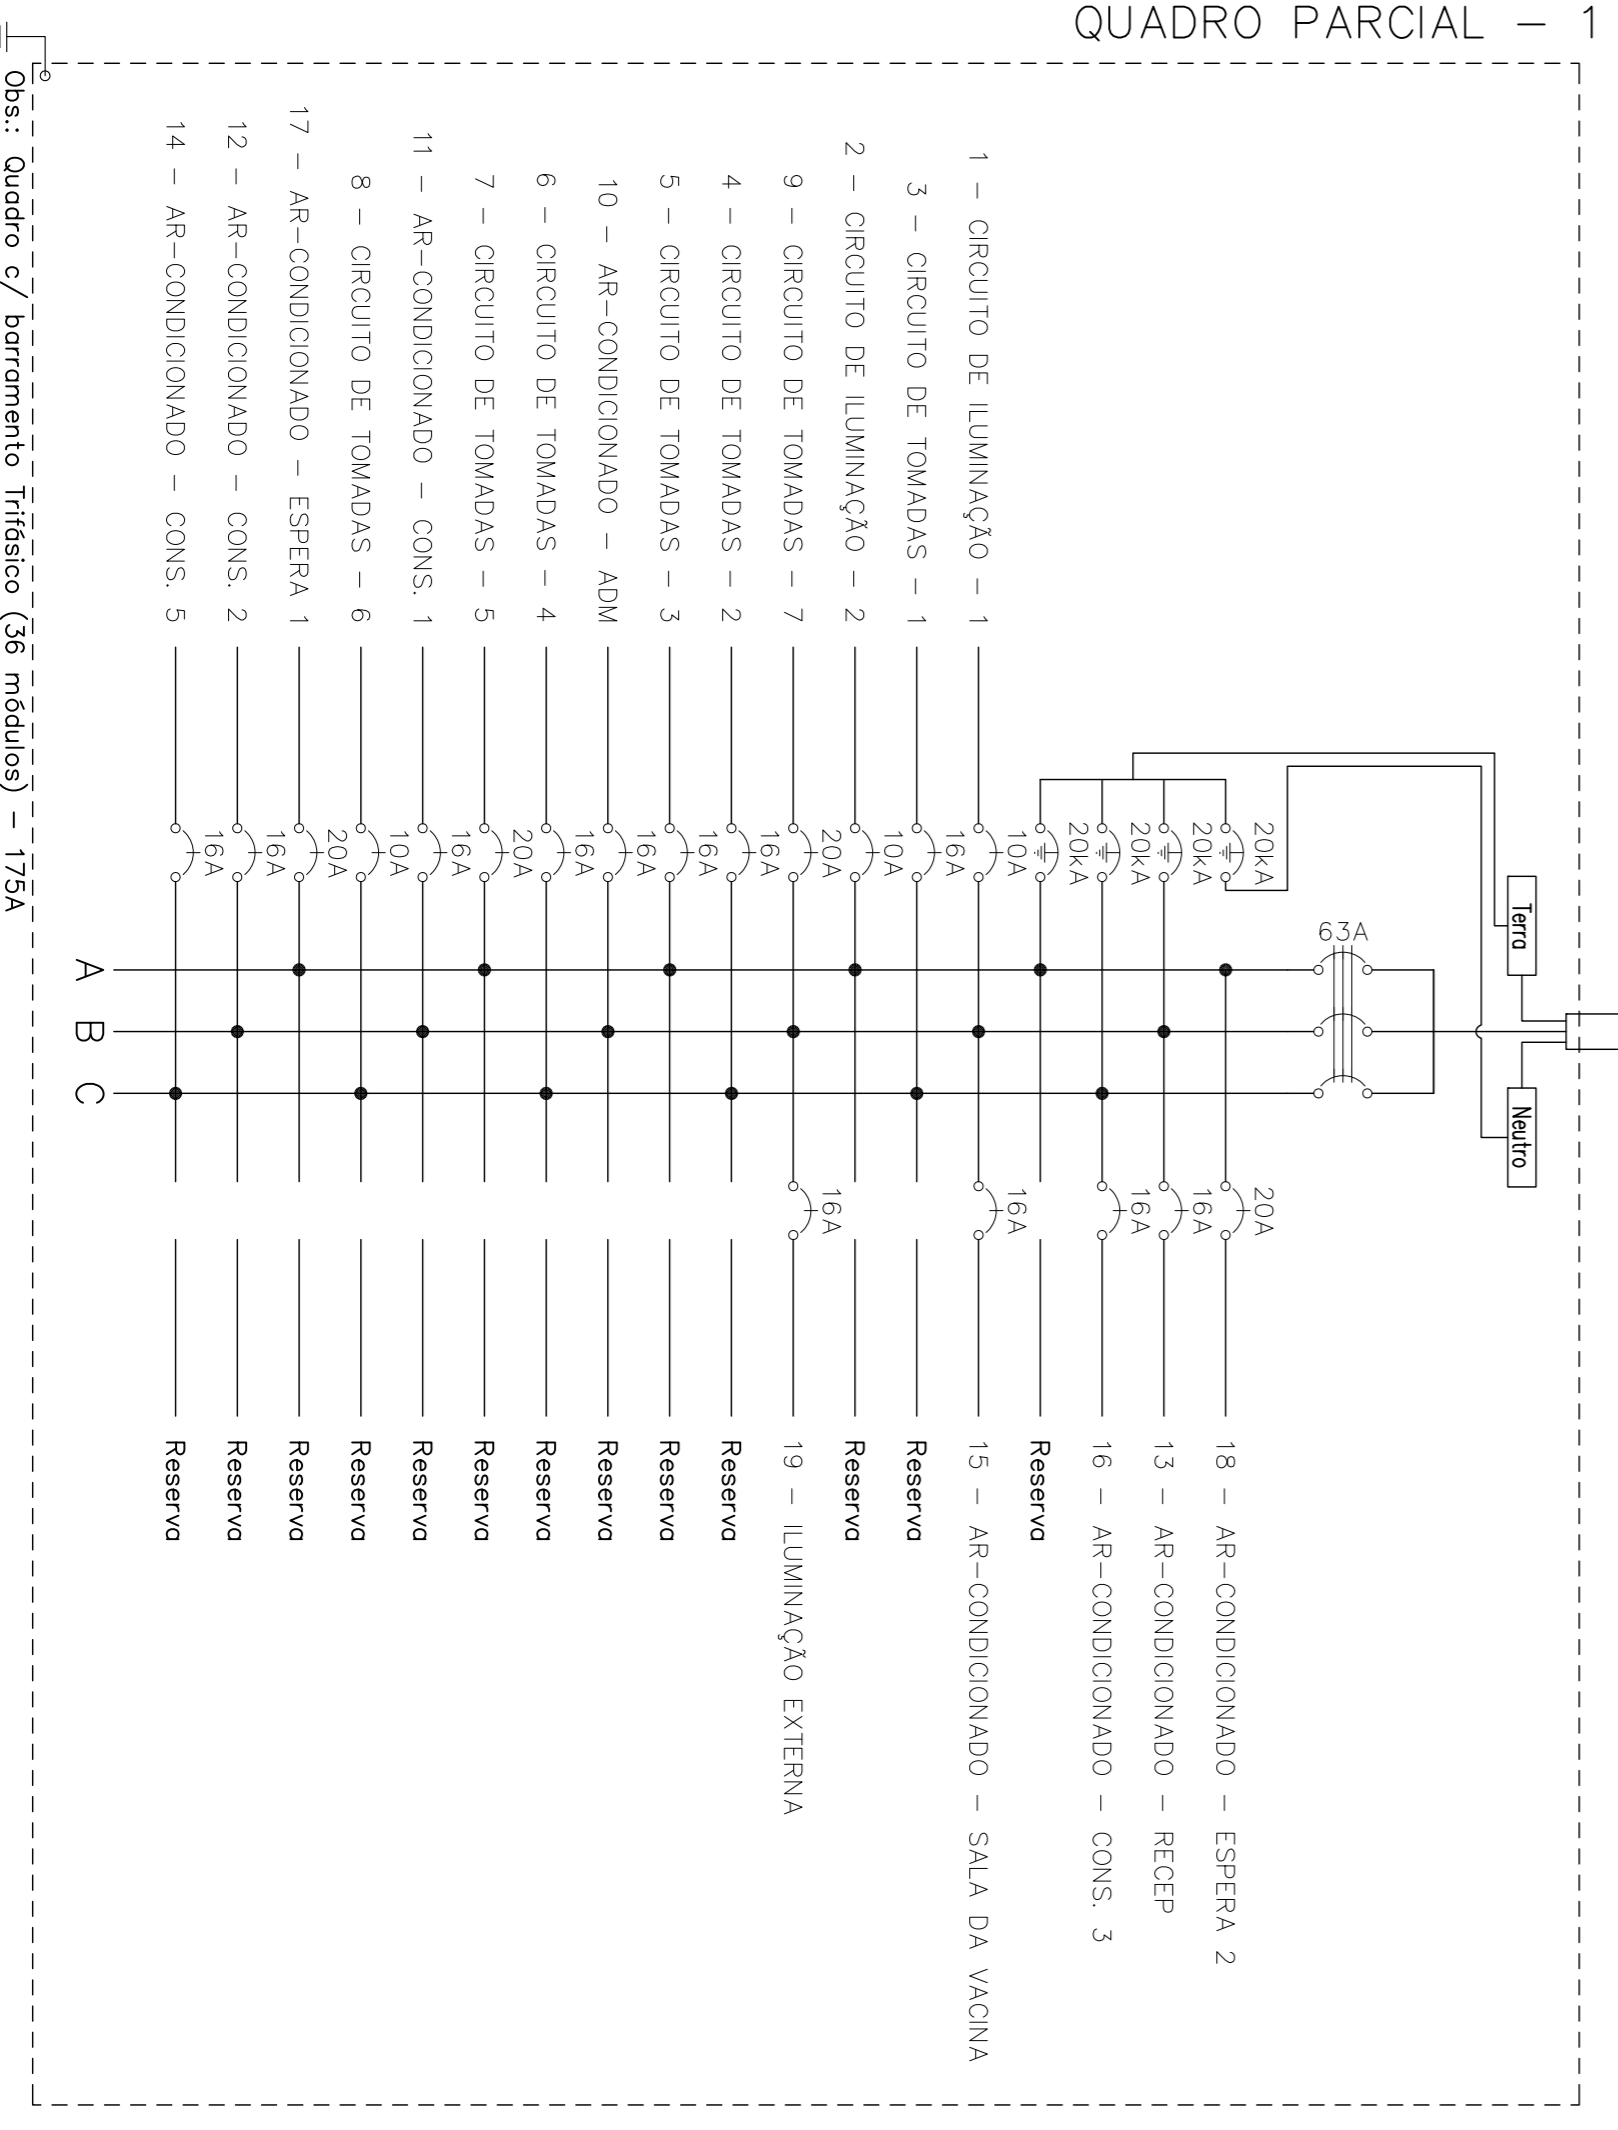 QUADRO PARCIAL – 1
Terra
Neutro
63A
20kA
20A
18 – AR–CONDICIONADO – ESPERA 2
20kA
16A
13 – AR–CONDICIONADO – RECEP
20kA
16A
16 – AR–CONDICIONADO – CONS. 3
20kA
Reserva
10A
16A
1 – CIRCUITO DE ILUMINAÇÃO – 1
15 – AR–CONDICIONADO – SALA DA VACINA
16A
3 – CIRCUITO DE TOMADAS – 1
Reserva
10A
2 – CIRCUITO DE ILUMINAÇÃO – 2
Reserva
20A
16A
9 – CIRCUITO DE TOMADAS – 7
19 – ILUMINAÇÃO EXTERNA
16A
4 – CIRCUITO DE TOMADAS – 2
Reserva
16A
5 – CIRCUITO DE TOMADAS – 3
Reserva
16A
10 – AR–CONDICIONADO – ADM
Reserva
16A
6 – CIRCUITO DE TOMADAS – 4
Reserva
20A
7 – CIRCUITO DE TOMADAS – 5
Reserva
16A
11 – AR–CONDICIONADO – CONS. 1
Reserva
10A
8 – CIRCUITO DE TOMADAS – 6
Reserva
20A
17 – AR–CONDICIONADO – ESPERA 1
Reserva
16A
12 – AR–CONDICIONADO – CONS. 2
Reserva
16A
14 – AR–CONDICIONADO – CONS. 5
Reserva
A
B
C
Obs.: Quadro c/ barramento Trifásico (36 módulos) – 175A